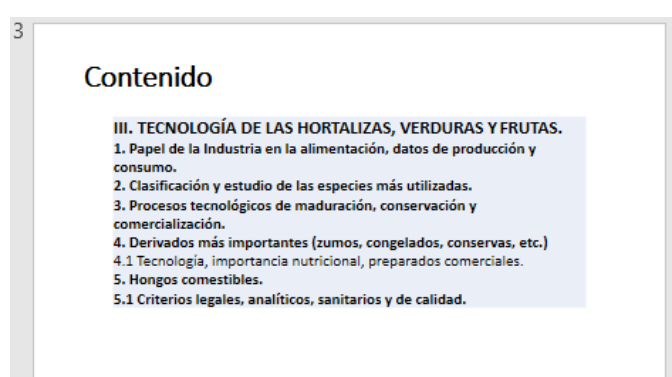 3
Contenido
III. TECNOLOGÍA DE LAS HORTALIZAS, VERDURAS Y FRUTAS.
1. Papel de la Industria en la alimentación, datos de producción y
consumo.
2. Clasificación y estudio de las especies más utilizadas.
3. Procesos tecnológicos de maduración, conservación y
comercialización.
4. Derivados más importantes (zumos, congelados, conservas, etc.)
4.1 Tecnología, importancia nutricional, preparados comerciales.
5. Hongos comestibles.
5.1 Criterios legales, analíticos, sanitarios y de calidad.